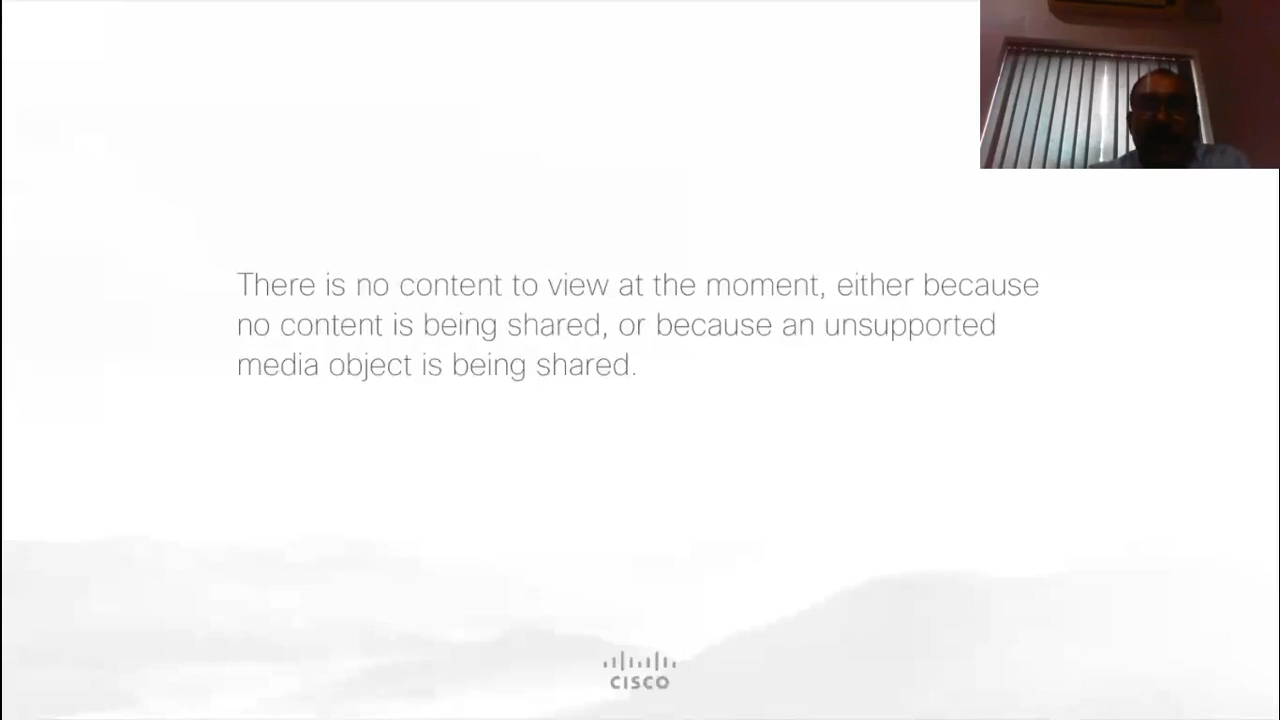 There is no content to view at the moment, either because
no content is being shared, or because an unsupported
media object is being shared.
CISCO